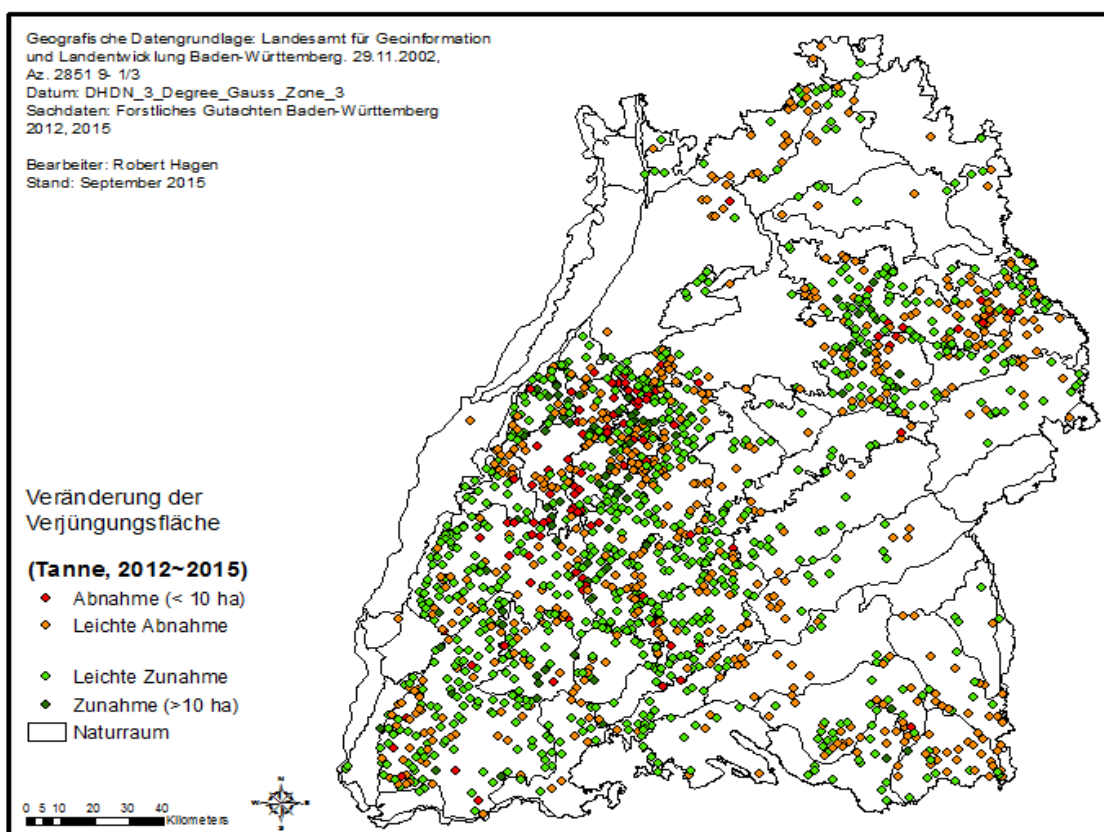 Geografische Datengrundlage: Landesamt für Geoinformation
und Landentwicklung Baden-Württemberg. 29.11.2002,
Az. 2851 9- 1/3
Datum: DHDN_3_Degree_Gauss_Zone_3
Sachdaten: Forstliches Gutachten Baden-Württemberg
2012, 2015
Bearbeiter: Robert Hagen
Stand: September 2015
Veränderung der
Verjüngungsfläche
(Tanne, 2012~2015)
Abnahme (< 10 ha)
Leichte Abnahme
Leichte Zunahme
Zunahme (>10 ha)
Naturraum
N
W E
S
0 5 10 20 30 40
Kilometers